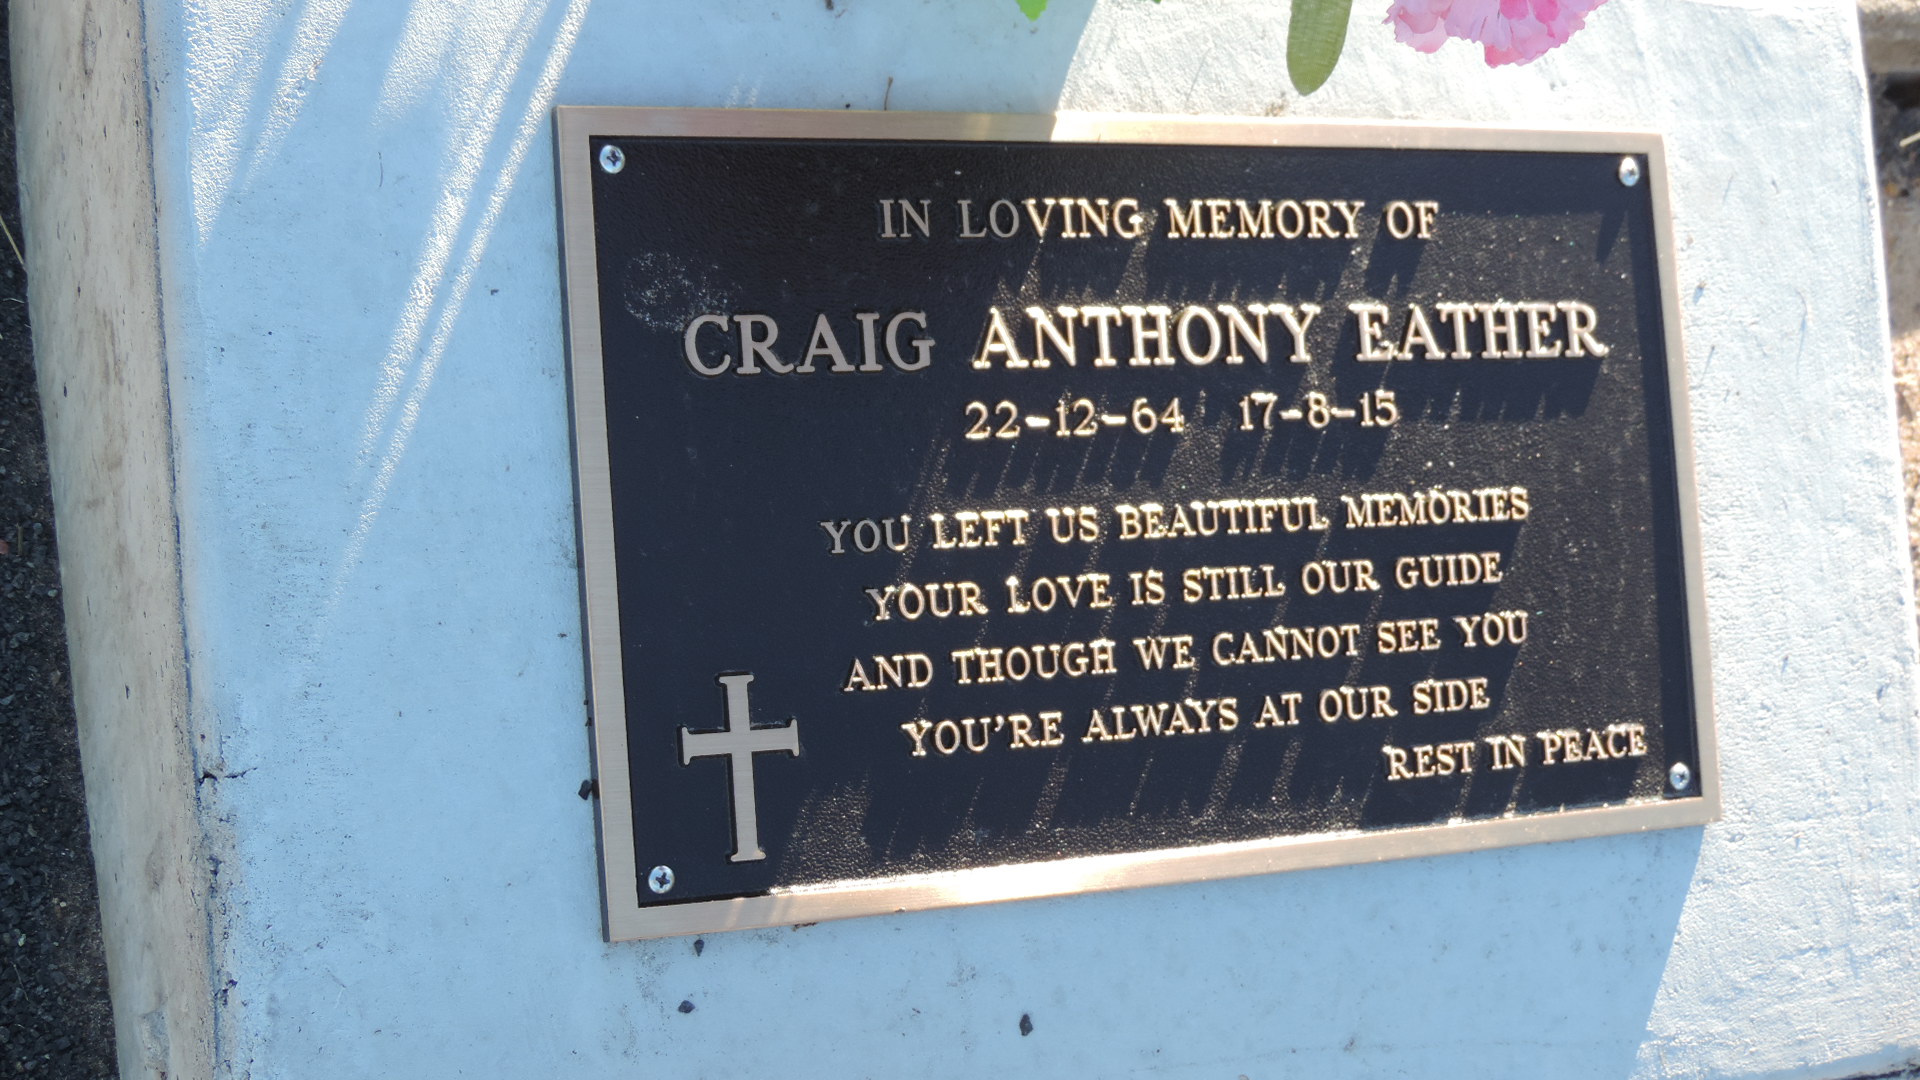 IN LOVING MEMORY OF
CRAIG ANTHONY EATHER
22-12-64 17-8-15
YOU LEFT US BEAUTIFUL MEMORIES
YOUR LOVE IS STILL OUR GUIDE
AND THOUGH WE CANNOT SEE YOU
YOU'RE ALWAYS AT OUR SIDE
REST IN PEACE